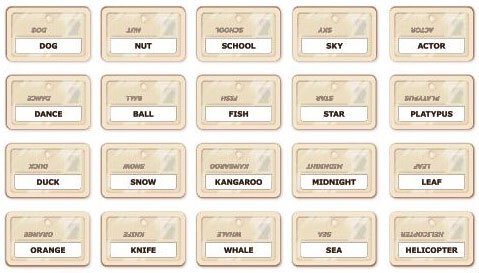 DOG NUT SCHOOL SKY ACTOR
DOG NUT SCHOOL SKY ACTOR
DANCE BALL FISH STAR PLATYPUS
DANCE BALL FISH STAR PLATYPUS
DUCK SNOW KANGAROO MIDNIGHT LEAF
DUCK SNOW KANGAROO MIDNIGHT LEAF
ORANGE KNIFE WHALE SEA HELICOPTER
ORANGE KNIFE WHALE SEA HELICOPTER